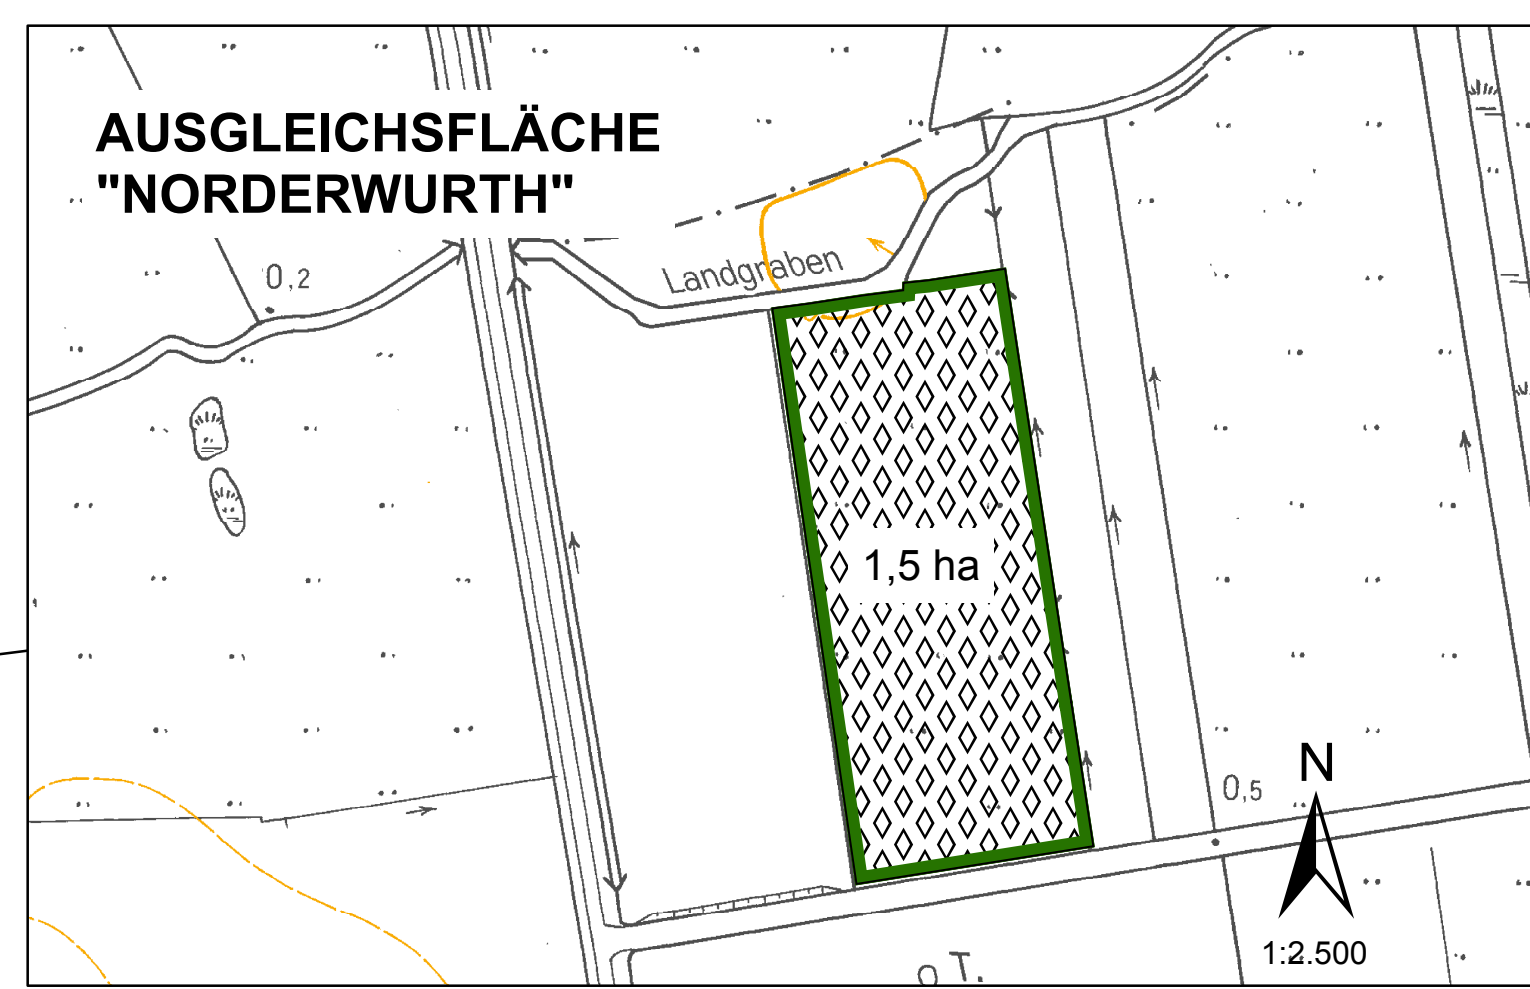 AUSGLEICHSFLÄCHE
"NORDERWURTH"
0,2
Landgraben
1,5 ha
N
0,5
1:2.500
o T.